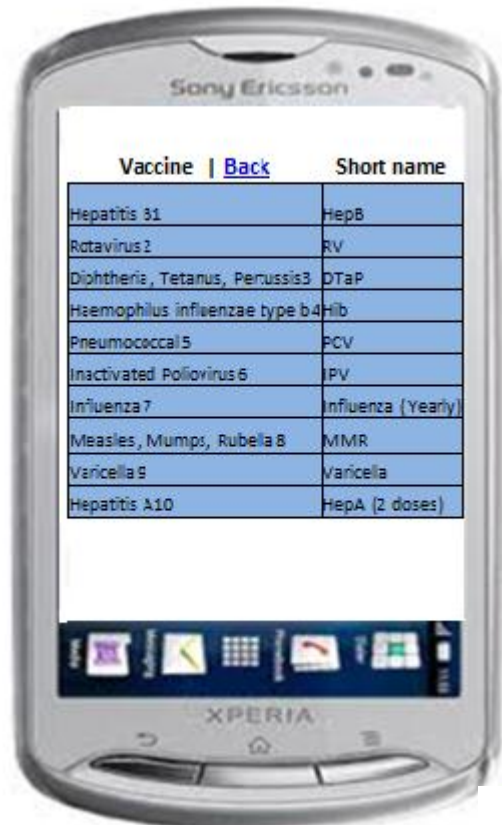 Sony Ericsson
Vaccine | Back Short name
Hepatitis B1 HepB
Rotavirus2 RV
Diphtheria, Tetanus, Pertussis3 DTaP
Haemophilus influenzae type b4 Hib
Pneumococcal5 PCV
Inactivated Poliovirus6 IPV
Influenza7 Influenza (Yearly)
Measles, Mumps, Rubella8 MMR
Varicella9 Varicella
Hepatitis A10 HepA (2 doses)
XPERIA